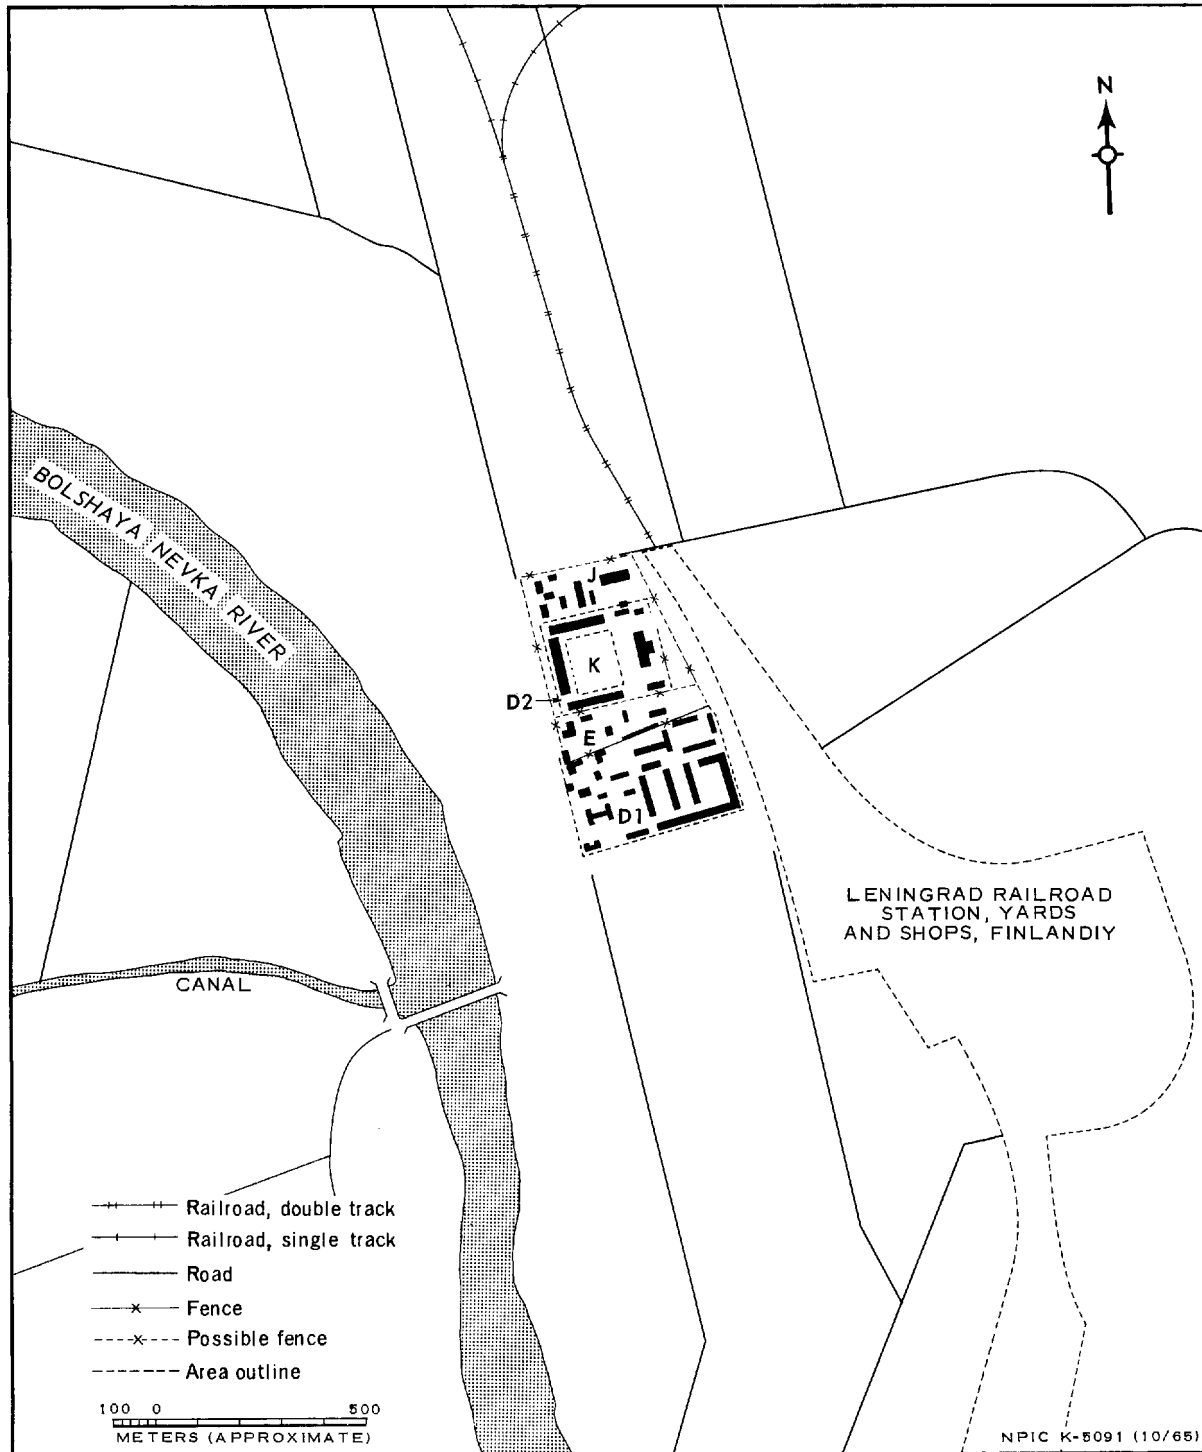 N
BOLSHAYA NEVKA RIVER
J
K
D2
E
D1
LENINGRAD RAILROAD
STATION, YARDS
AND SHOPS, FINLANDIY
CANAL
Railroad, double track
Railroad, single track
Road
Fence
Possible fence
Area outline
100 0 500
METERS (APPROXIMATE)
NPIC K-5091 (10/65)